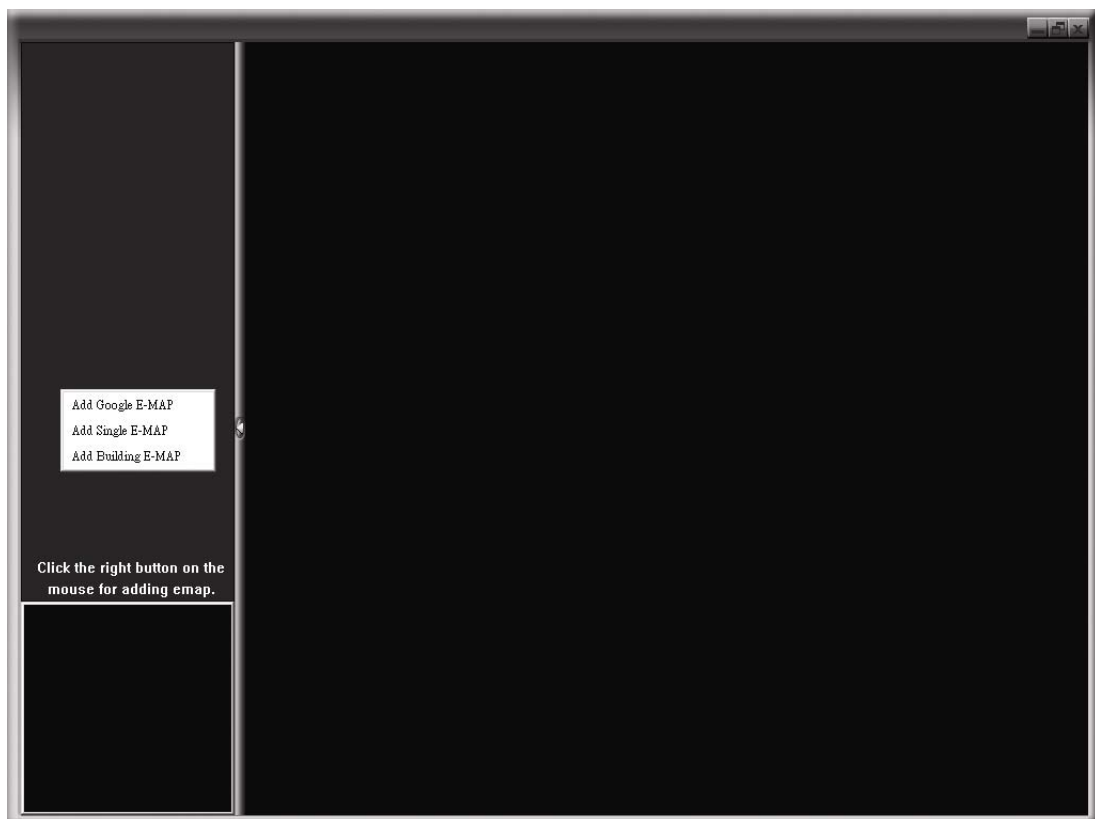 Add Google E-MAP
Add Single E-MAP
Add Building E-MAP
Click the right button on the
mouse for adding emap.